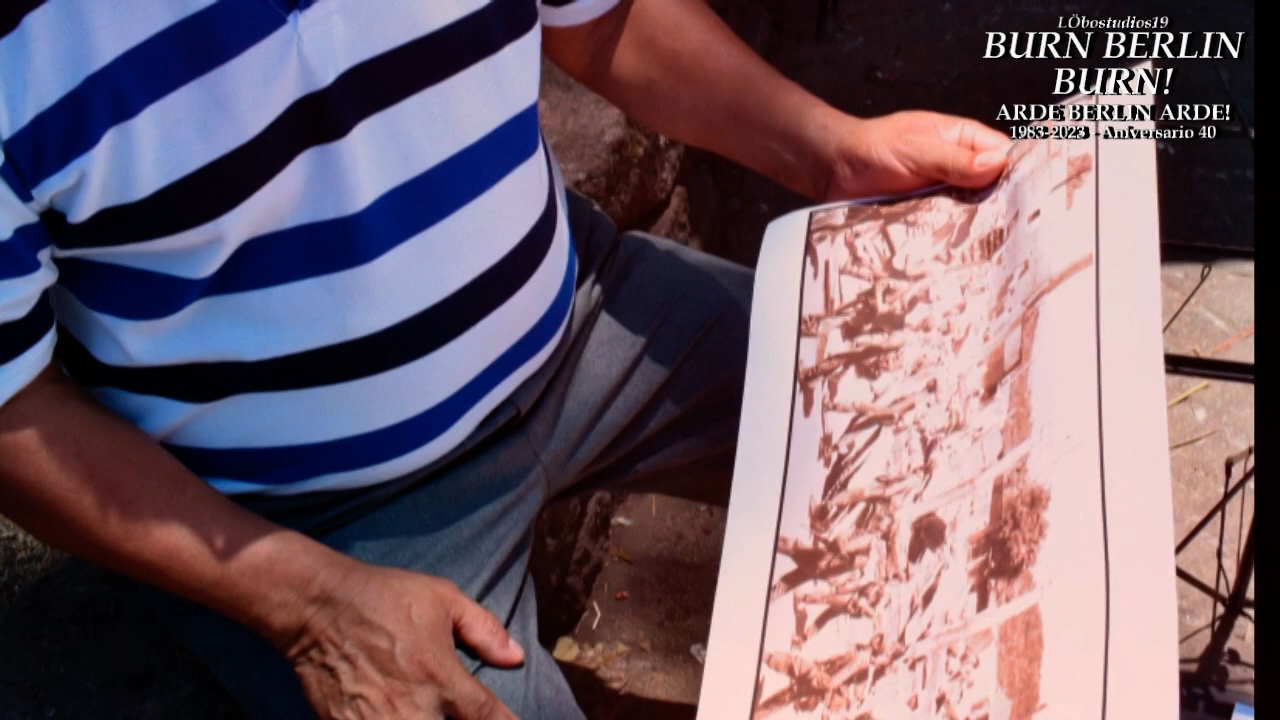 LÖbostudios19
BURN BERLIN
BURN!
ARDE BERLIN ARDE!
1983-2023 - Aniversario 40